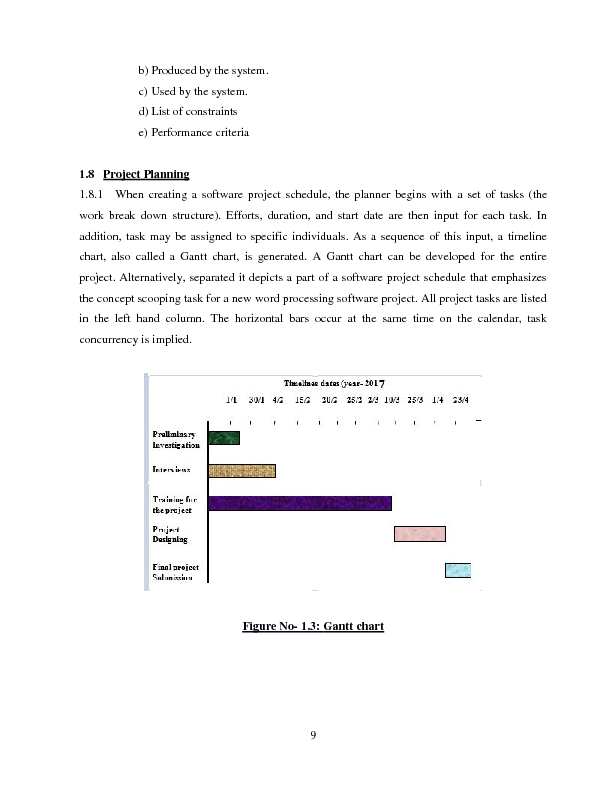 b) Produced by the system.
c) Used by the system.
d) List of constraints
e) Performance criteria
1.8 Project Planning
1.8.1 When creating a software project schedule, the planner begins with a set of tasks (the
work break down structure). Efforts, duration, and start date are then input for each task. In
addition, task may be assigned to specific individuals. As a sequence of this input, a timeline
chart, also called a Gantt chart, is generated. A Gantt chart can be developed for the entire
project. Alternatively, separated it depicts a part of a software project schedule that emphasizes
the concept scooping task for a new word processing software project. All project tasks are listed
in the left hand column. The horizontal bars occur at the same time on the calendar, task
concurrency is implied.
Timelines dates (year- 2017
1/1 30/1 4/2 15/2 20/2 25/2 2/3 10/3 25/3 1/4 23/4
Preliminary
Investigation
Interviews
Training for
the project
Project
Designing
Final project
Submission
Figure No- 1.3: Gantt chart
9